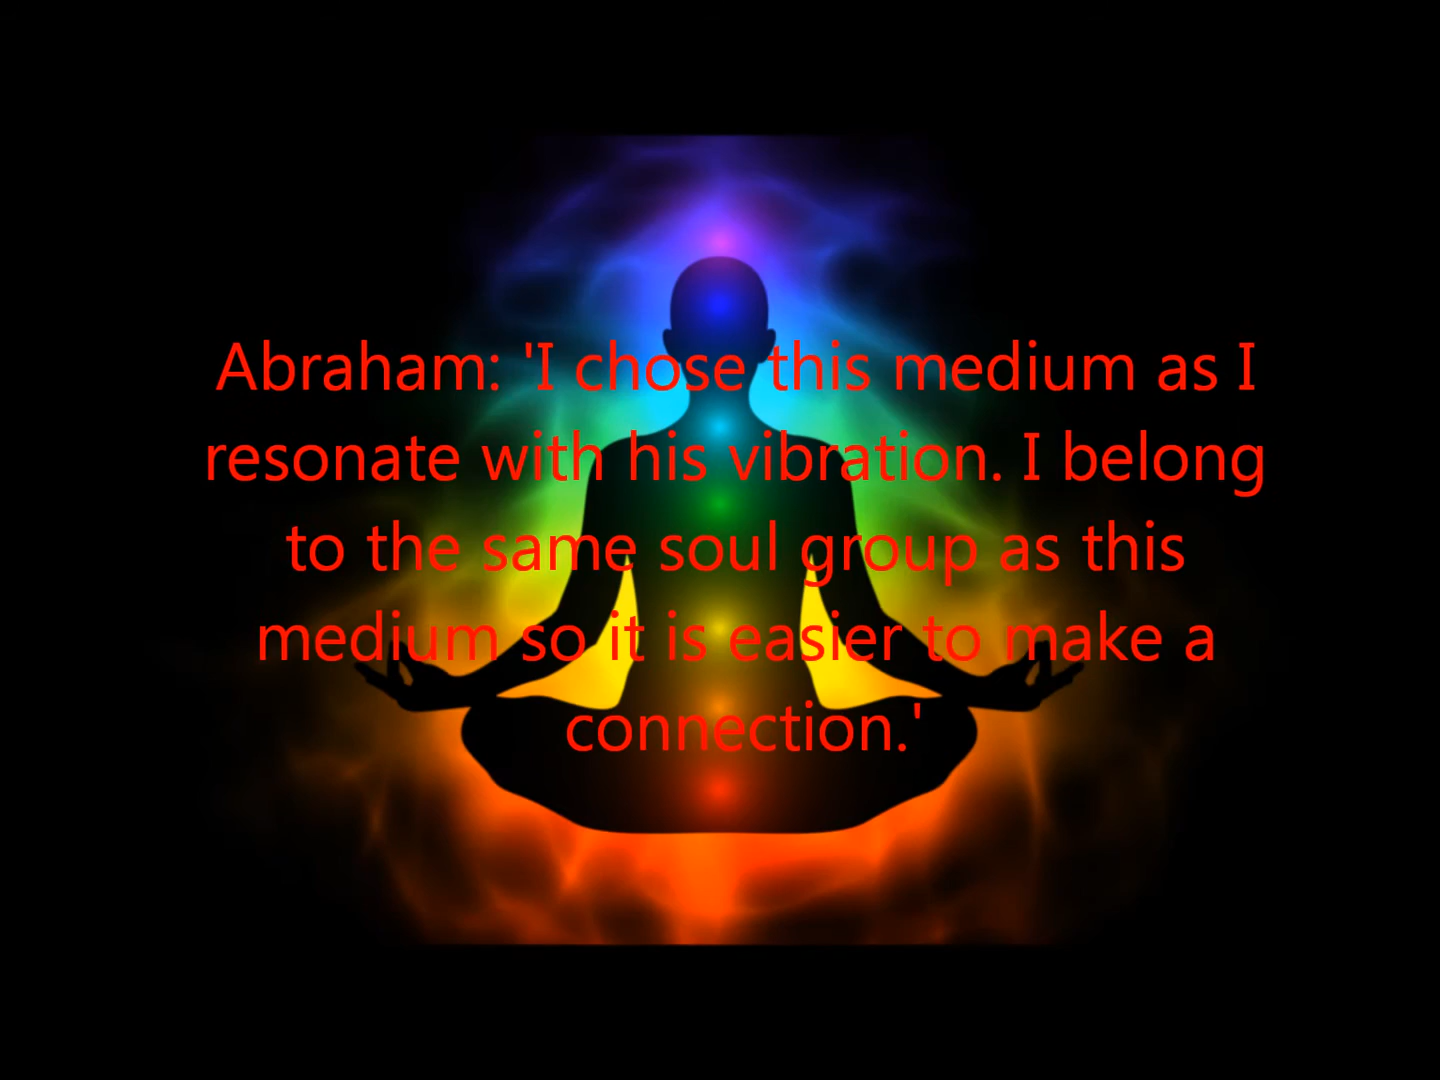 Abraham: 'I chose this medium as I
resonate with his vibration. I belong
to the same soul group as this
medium so it is easier to make a
connection.'